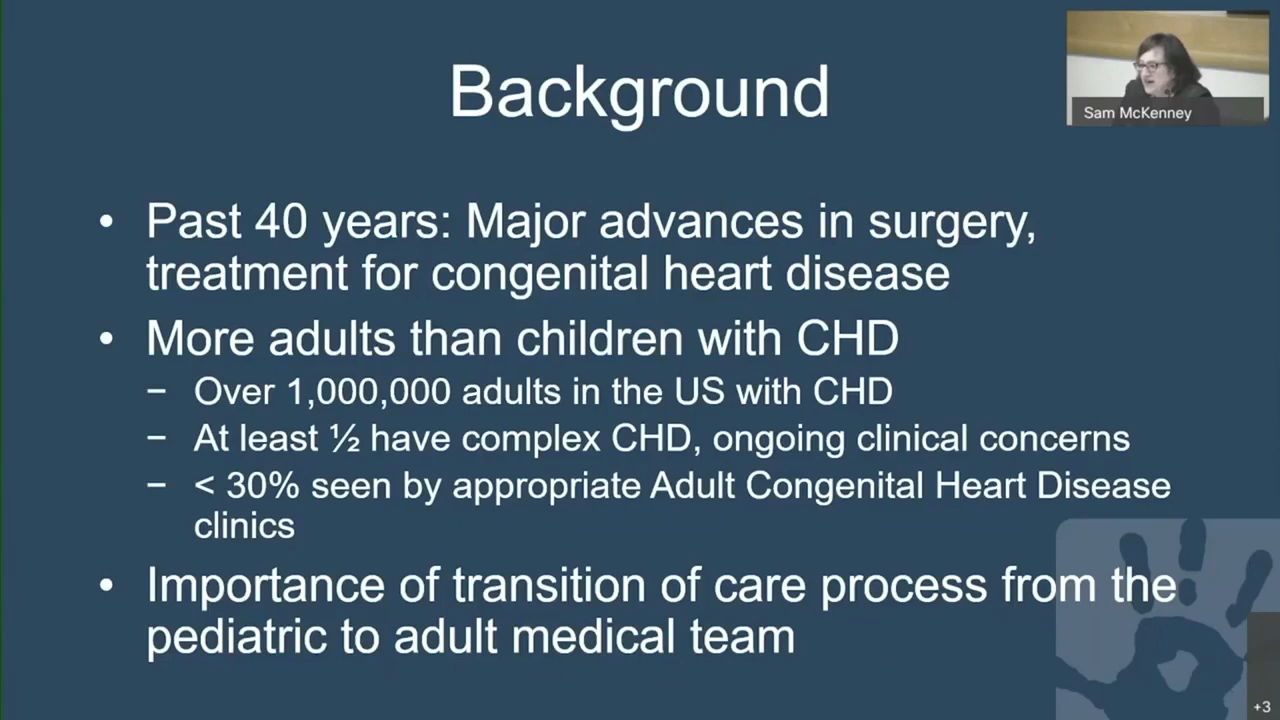 Background
Sam McKenney
• Past 40 years: Major advances in surgery,
treatment for congenital heart disease
• More adults than children with CHD
– Over 1,000,000 adults in the US with CHD
– At least ½ have complex CHD, ongoing clinical concerns
– < 30% seen by appropriate Adult Congenital Heart Disease
clinics
• Importance of transition of care process from the
pediatric to adult medical team
+3